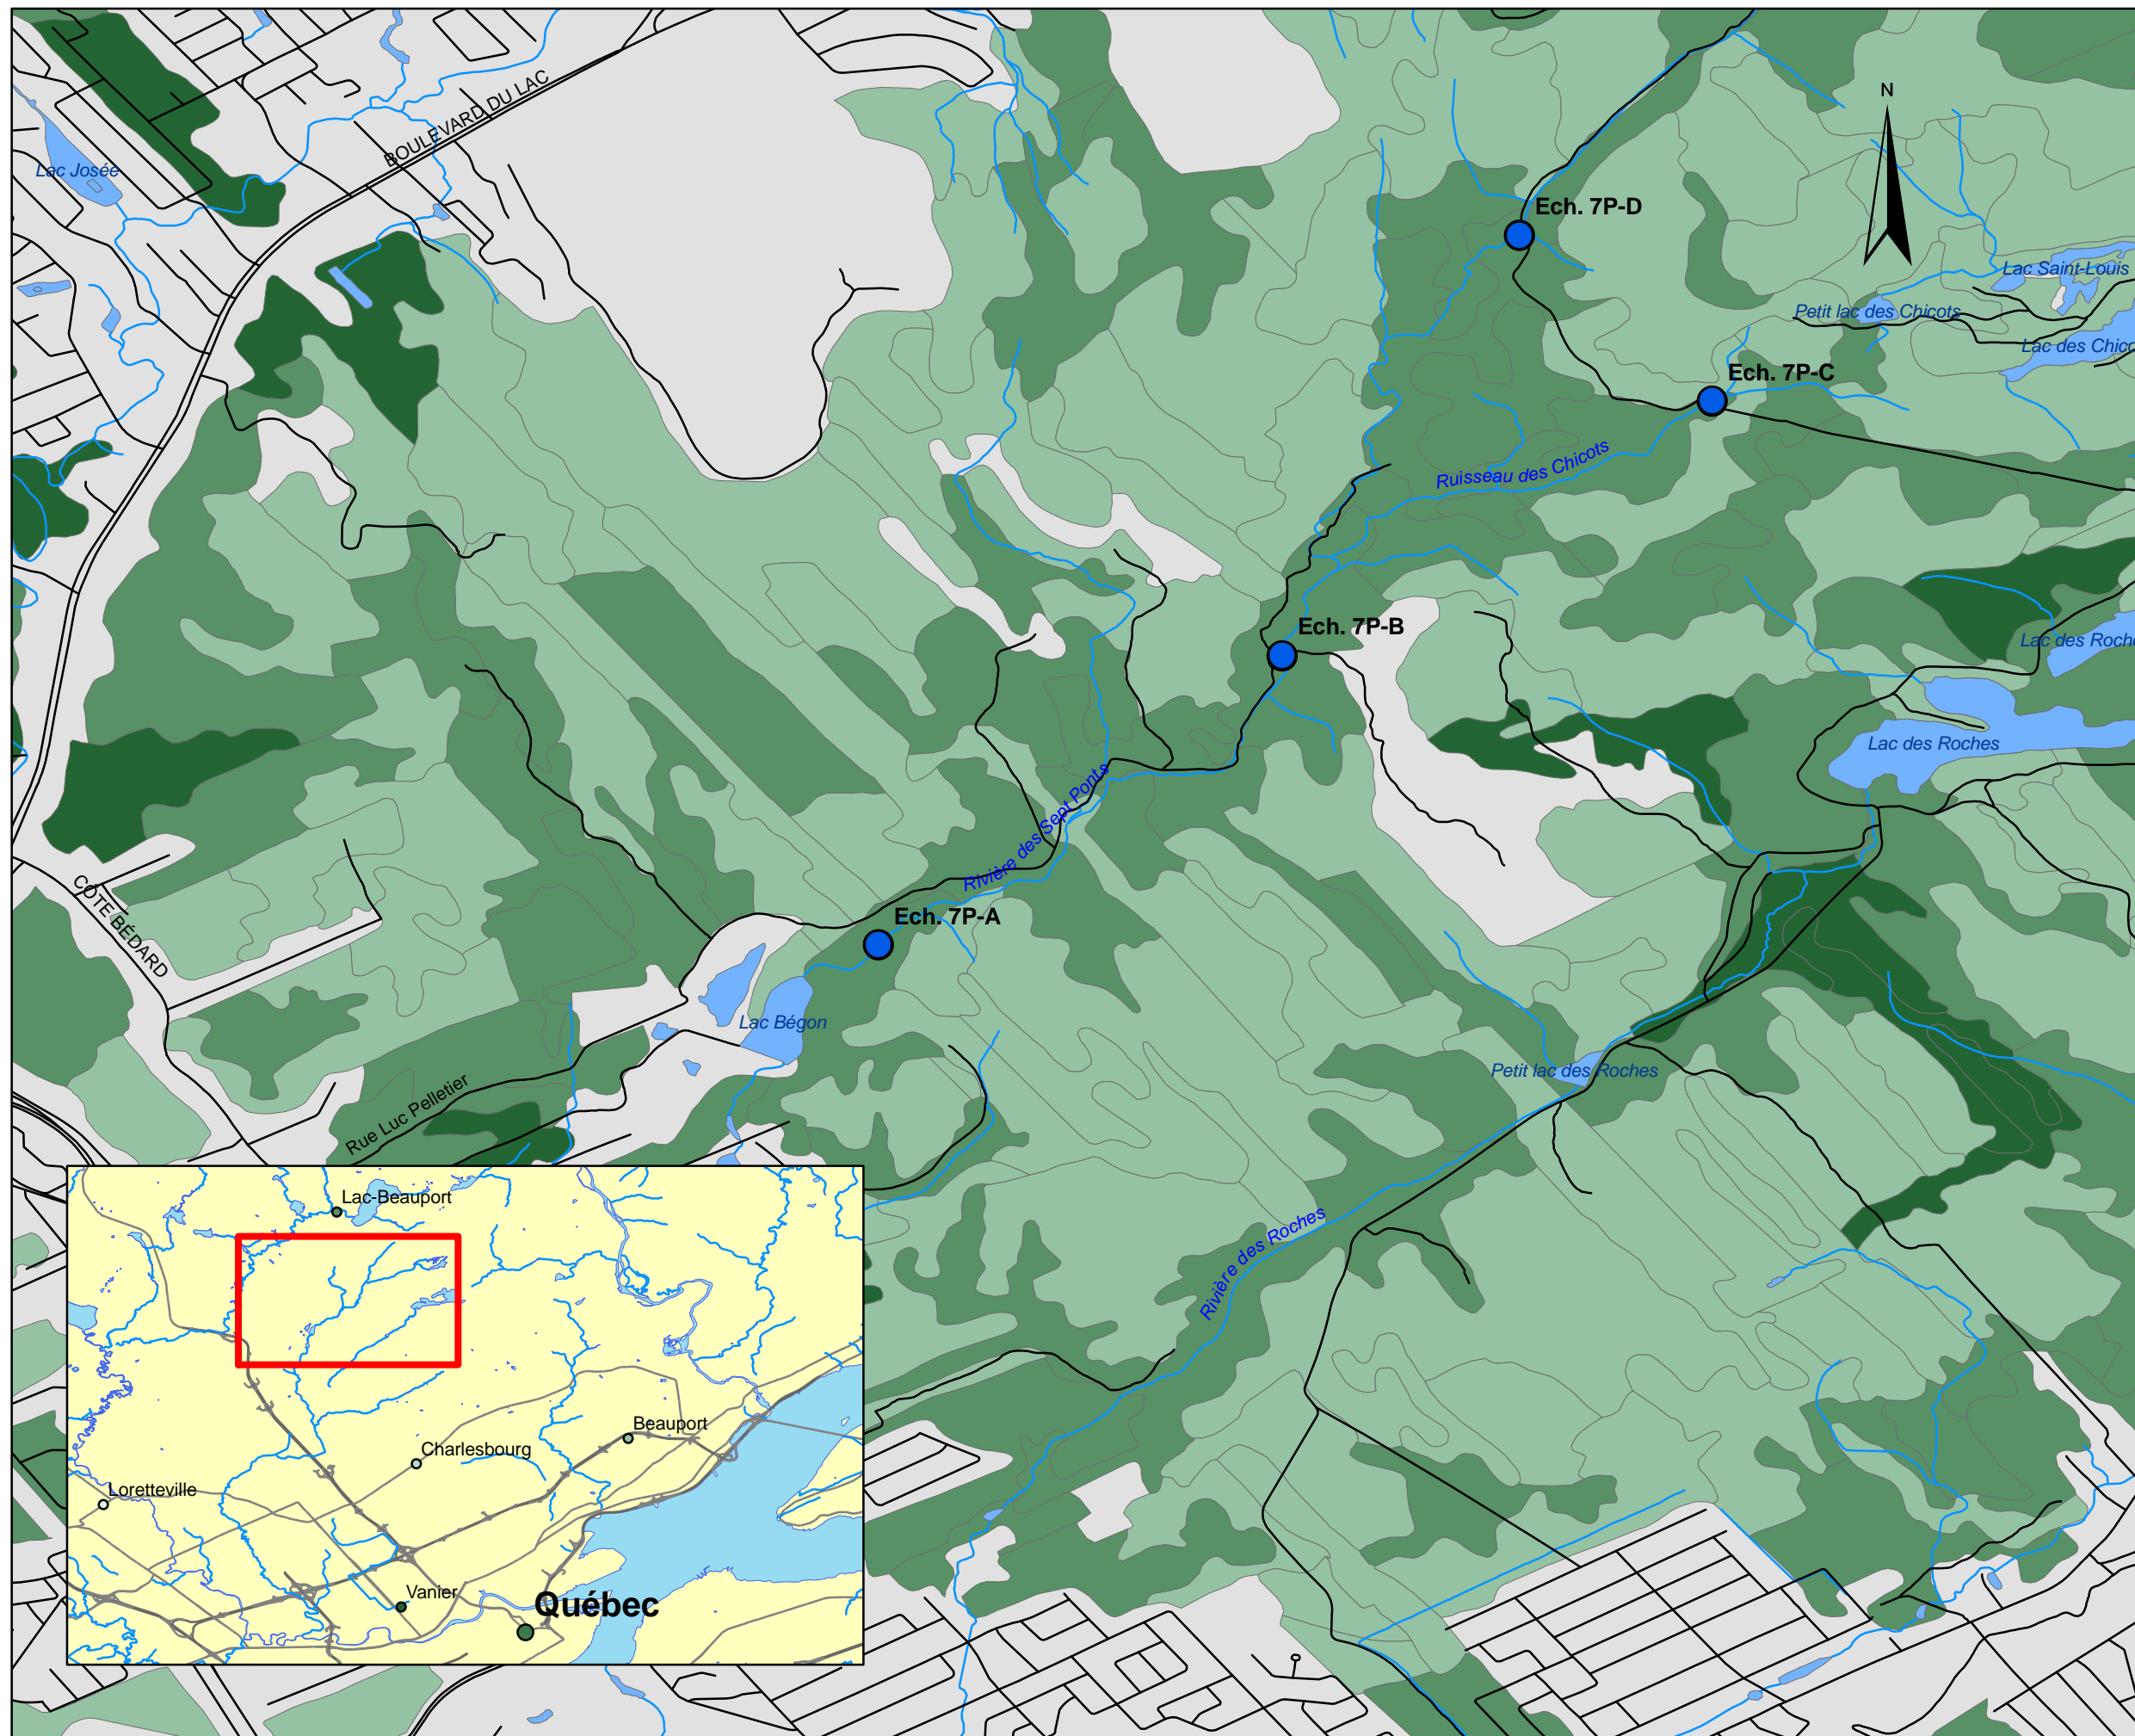 BOULEVARD DU LAC
N
Lac Josée
Ech. 7P-D
Lac Saint-Louis
Petit lac des Chicots
Lac des Chico
Ech. 7P-C
Ruisseau des Chicots
Ech. 7P-B
Lac des Roche
Lac des Roches
Rivière des Sept Ponts
CÔTE BÉDARD
Ech. 7P-A
Lac Bégon
Petit lac des Roches
Rue Luc Pelletier
Lac-Beauport
Rivière des Roches
Beauport
Charlesbourg
Loretteville
Vanier
Québec